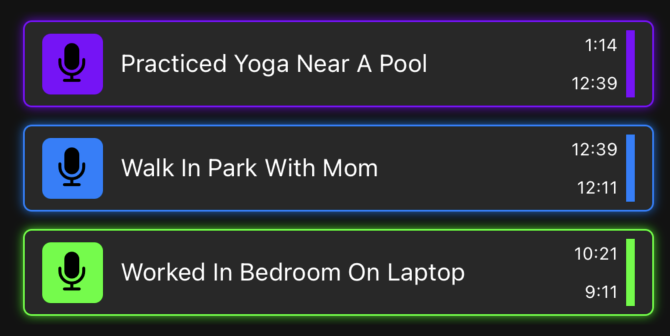 Practiced Yoga Near A Pool
1:14
12:39
Walk In Park With Mom
12:39
12:11
Worked In Bedroom On Laptop
10:21
9:11